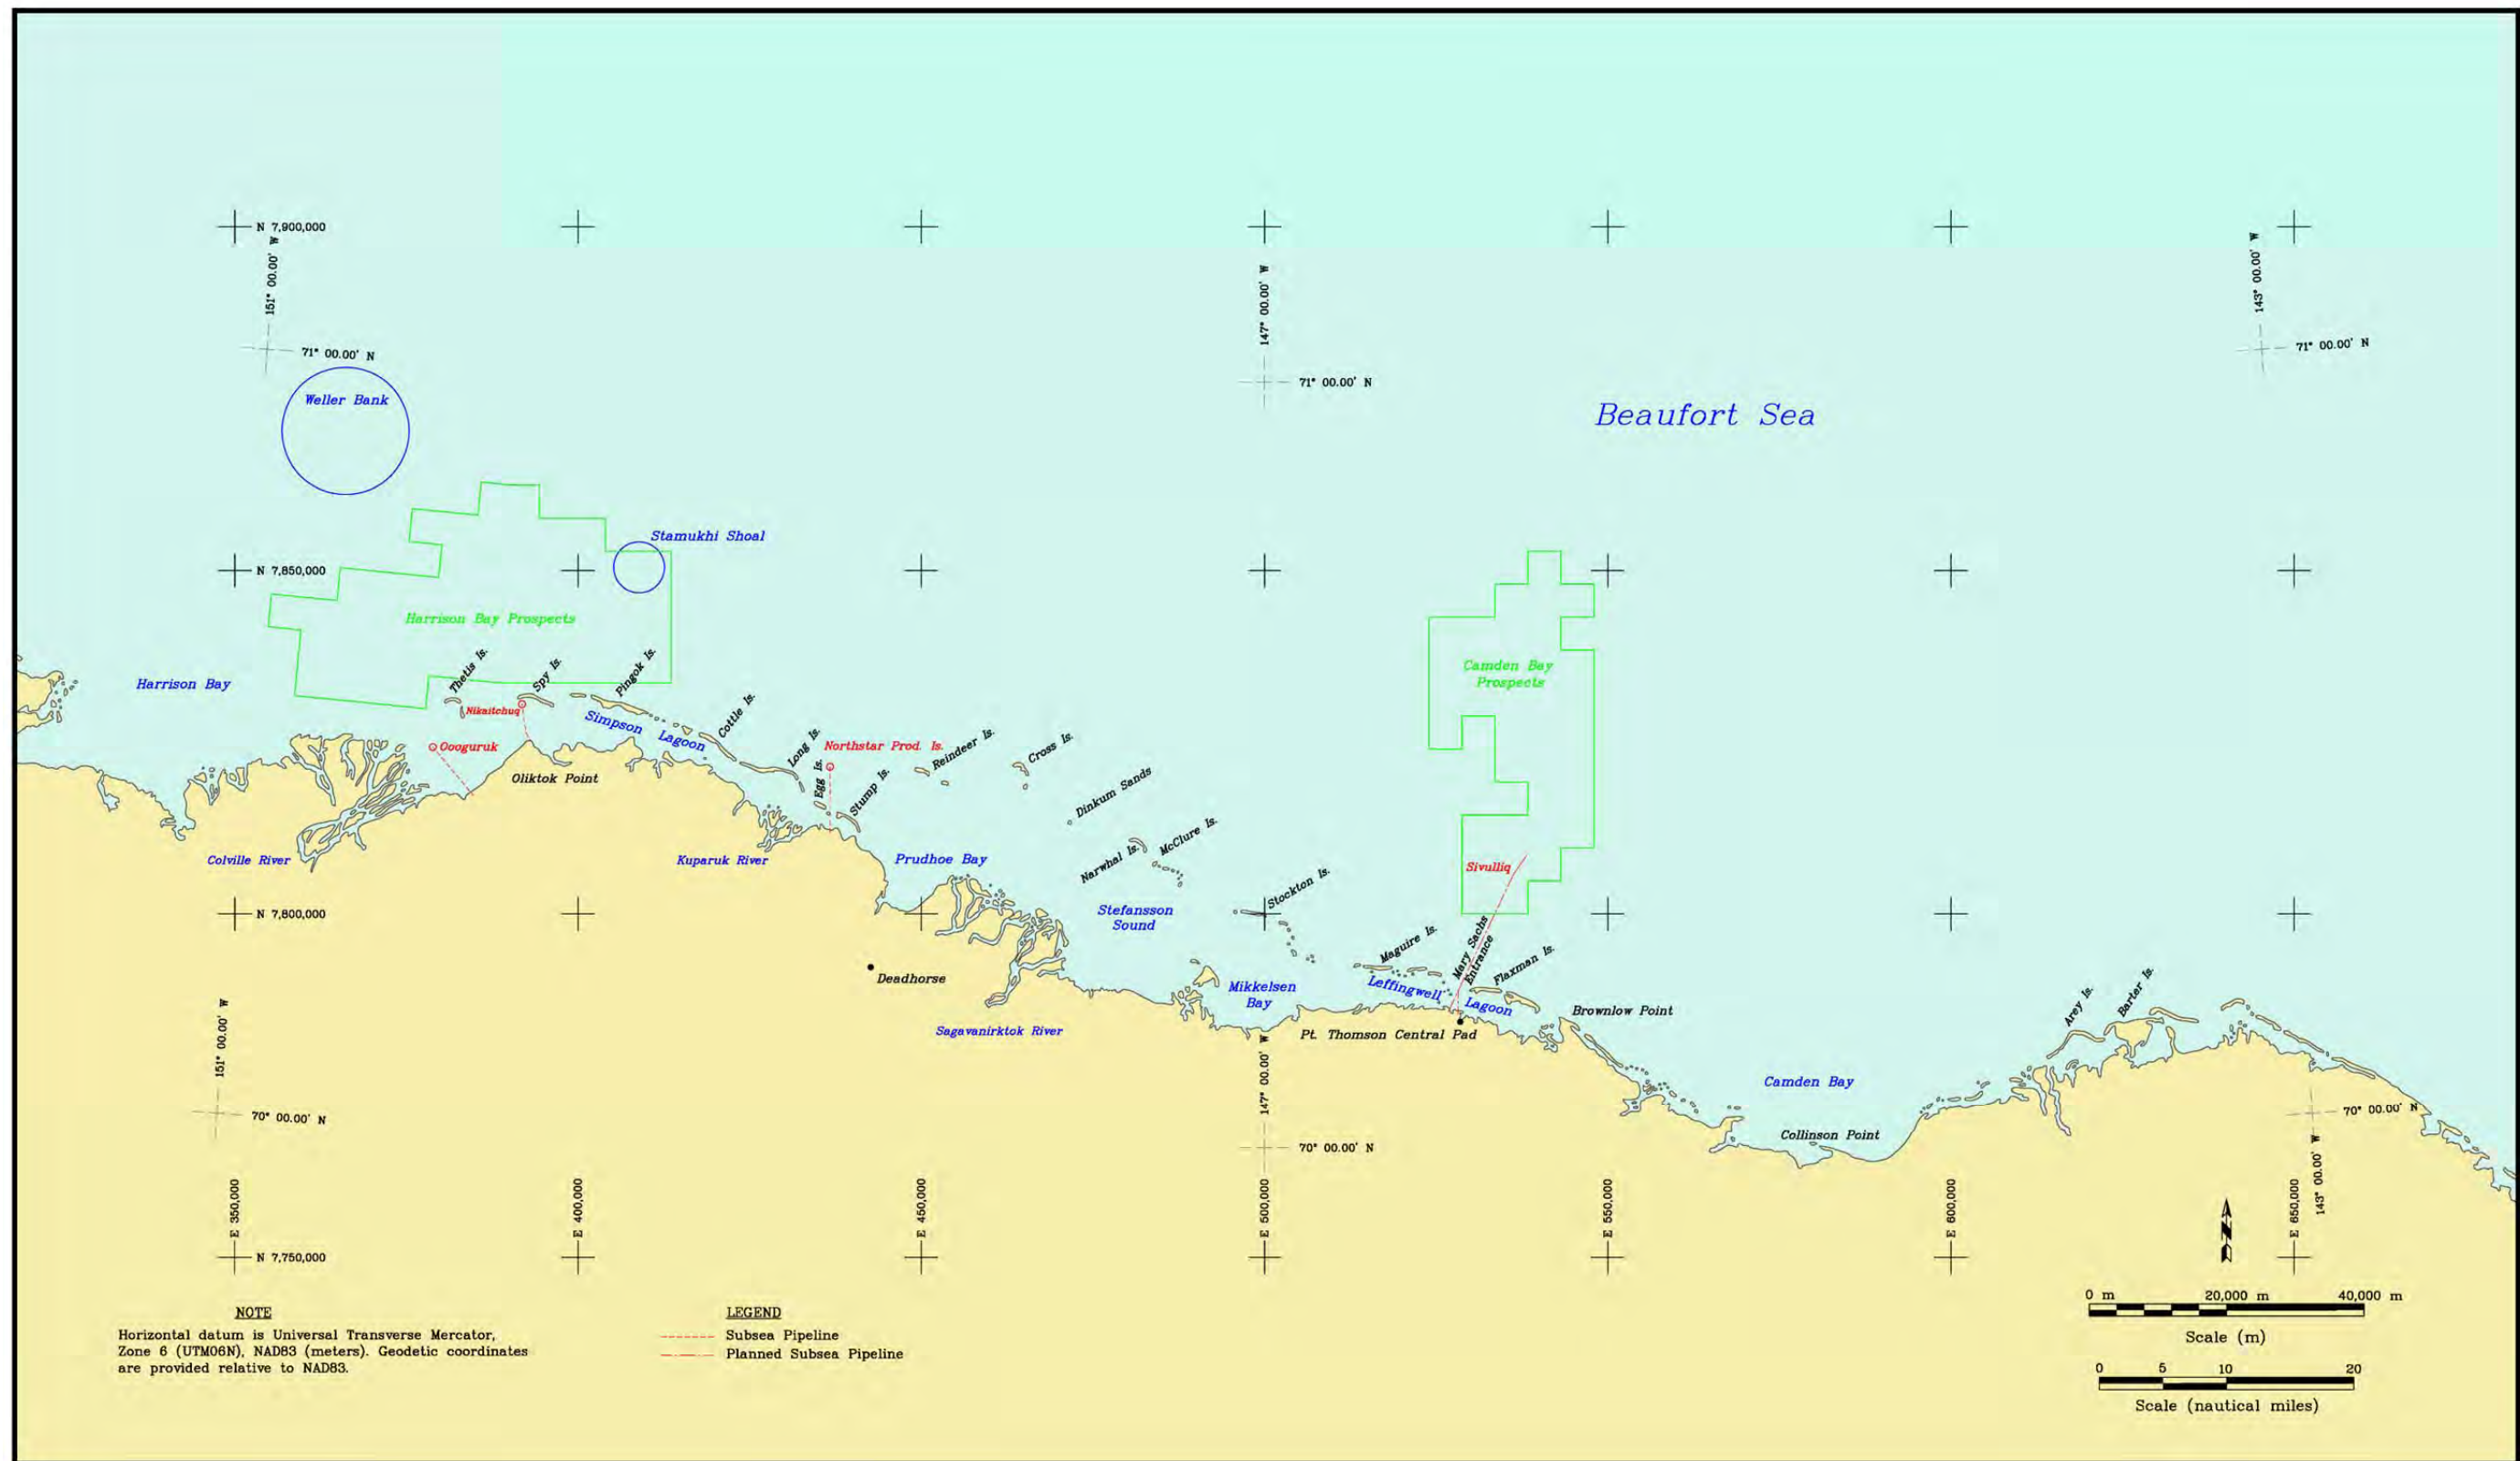 N 7,900,000
151° 00.00' W
147° 00.00' W
143° 00.00' W
71° 00.00' N
71° 00.00' N
71° 00.00' N
Weller Bank
Beaufort Sea
Stamukhi Shoal
N 7,850,000
Harrison Bay Prospects
Camden Bay
Prospects
Harrison Bay
Thetis Is.
Spy Is.
Pingok Is.
Nikaitchuq
Simpson Lagoon
Cottle Is.
Oooguruk
Long Is.
Northstar Prod. Is.
Reindeer Is.
Cross Is.
Oliktok Point
Egg Is.
Stump Is.
Dinkum Sands
Colville River
Kuparuk River
Prudhoe Bay
Narwhal Is.
McClure Is.
Sivulliq
N 7,800,000
Stefansson
Sound
Stockton Is.
Maguire Is.
Mary Sachs
Entrance
Flaxman Is.
Deadhorse
Mikkelsen
Bay
Leffingwell
Lagoon
Brownlow Point
Arey Is.
Barter Is.
Sagavanirktok River
Pt. Thomson Central Pad
151° 00.00' W
147° 00.00' W
143° 00.00' W
Camden Bay
70° 00.00' N
70° 00.00' N
70° 00.00' N
Collinson Point
E 350,000
E 400,000
E 450,000
E 500,000
E 550,000
E 600,000
E 650,000
N 7,750,000
N
NOTE
Horizontal datum is Universal Transverse Mercator,
Zone 6 (UTM06N), NAD83 (meters). Geodetic coordinates
are provided relative to NAD83.
LEGEND
Subsea Pipeline
Planned Subsea Pipeline
0 m 20,000 m 40,000 m
Scale (m)
0 5 10 20
Scale (nautical miles)